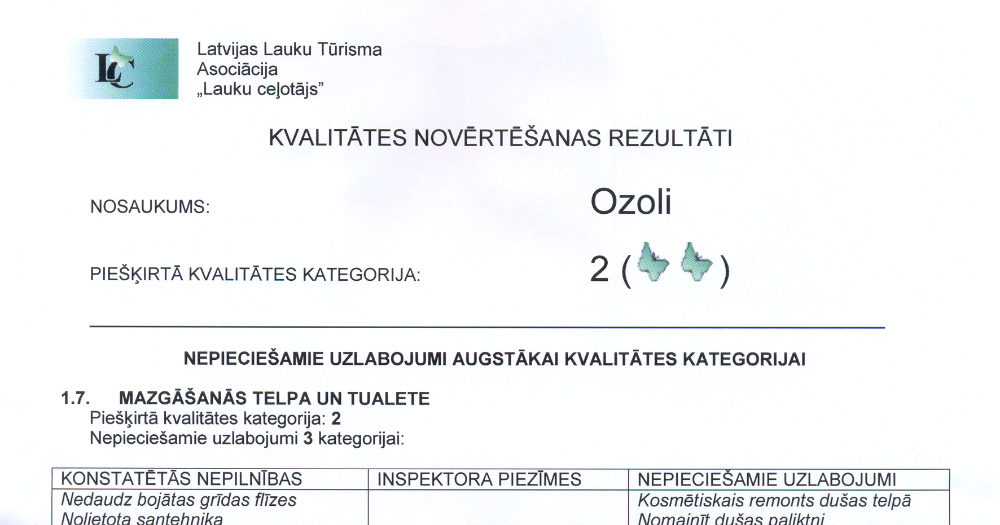 LC
Latvijas Lauku Tūrisma
Asociācija
„Lauku ceļotājs”
KVALITĀTES NOVĒRTĒŠANAS REZULTĀTI
NOSAUKUMS: Ozoli
PIEŠĶIRTĀ KVALITĀTES KATEGORIJA: 2 ( )
NEPIECIEŠAMIE UZLABOJUMI AUGSTĀKAI KVALITĀTES KATEGORIJAI
1.7. MAZGĀŠANĀS TELPA UN TUALETE
Piešķirtā kvalitātes kategorija: 2
Nepieciešamie uzlabojumi 3 kategorijai:
KONSTATĒTĀS NEPILNĪBAS INSPEKTORA PIEZĪMES NEPIECIEŠAMIE UZLABOJUMI
Nedaudz bojātas grīdas flīzes Kosmētiskais remonts dušas telpā
Nolietota santehnika Nomainīt dušas paliktni